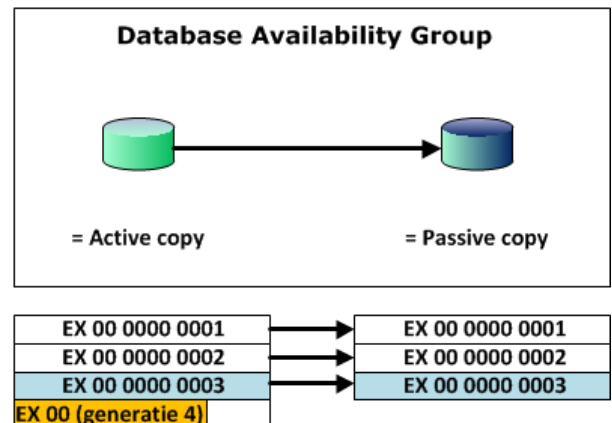 Database Availability Group
= Active copy = Passive copy
EX 00 0000 0001 EX 00 0000 0001
EX 00 0000 0002 EX 00 0000 0002
EX 00 0000 0003 EX 00 0000 0003
EX 00 (generatie 4)